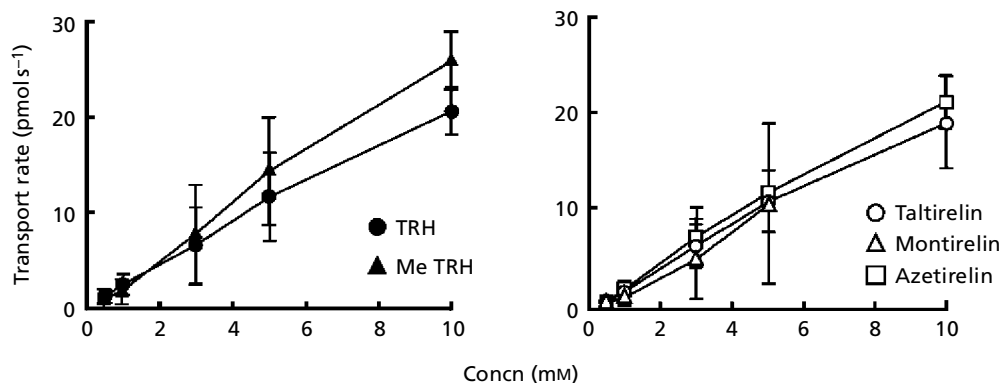 Transport rate (pmol s⁻¹)
30
20
10
0
0
2
4
6
8
10
TRH
Me TRH
30
20
10
0
2
4
6
8
10
Taltirelin
Montirelin
Azetirelin
Concn (mM)